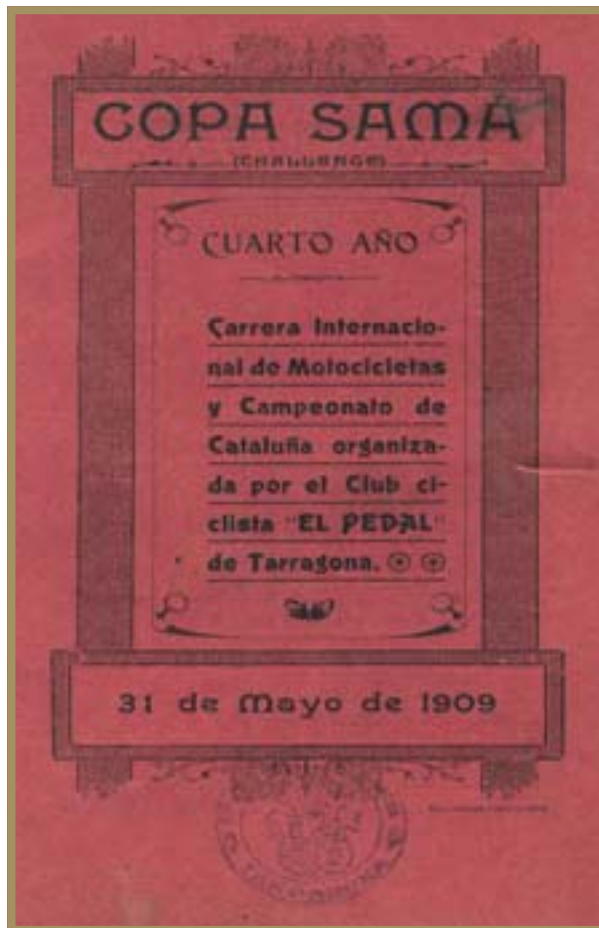 COPA SAMÁ
(CHALLENGE)
CUARTO AÑO
Carrera Internacio-
nal de Motocicletas
y Campeonato de
Cataluña organiza-
da por el Club ci-
clista "EL PEDAL"
de Tarragona.
31 de Mayo de 1909